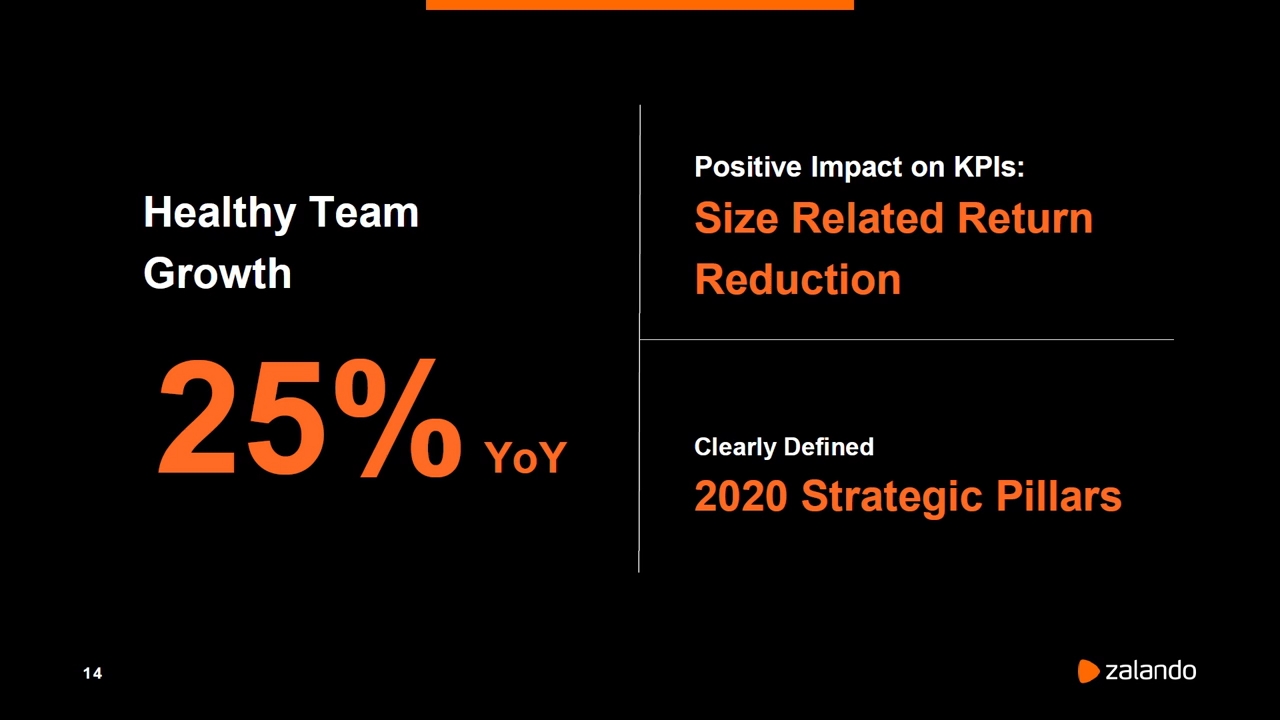 Healthy Team
Growth
25% YoY
Positive Impact on KPIs:
Size Related Return
Reduction
Clearly Defined
2020 Strategic Pillars
14
zalando